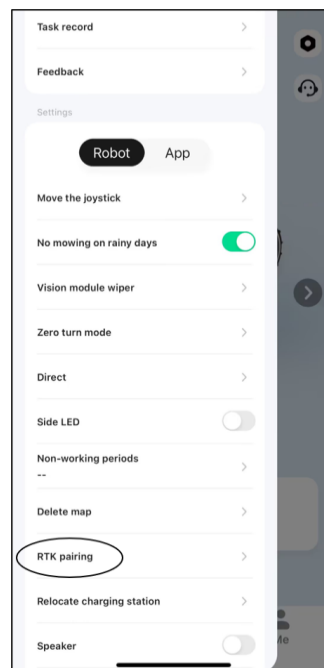 Task record
Feedback
Settings
Robot App
Move the joystick
No mowing on rainy days
Vision module wiper
Zero turn mode
Direct
Side LED
Non-working periods
--
Delete map
RTK pairing
Relocate charging station
Speaker